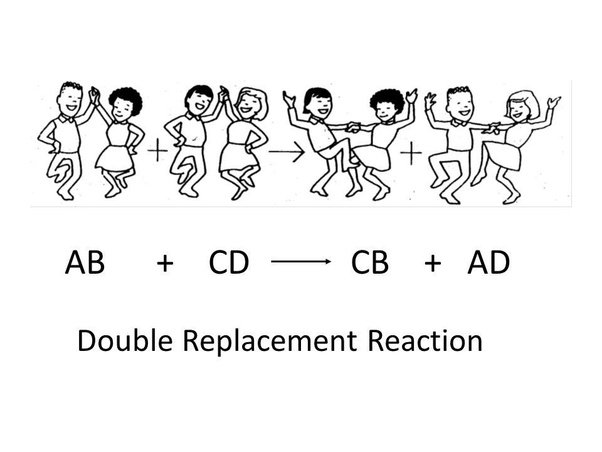 + + → +
AB + CD ⟶ CB + AD
Double Replacement Reaction